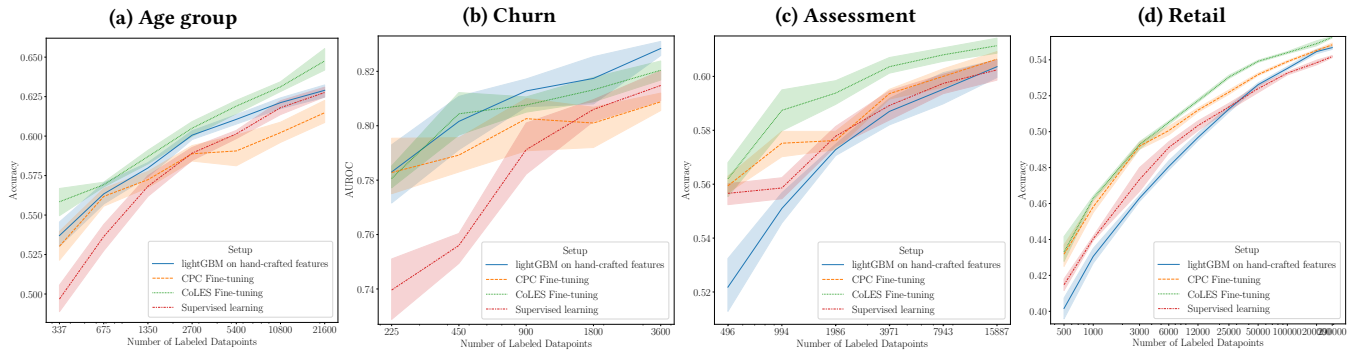 (a) Age group
Accuracy
0.650
0.625
0.600
0.575
0.550
0.525
0.500
337
675
1350
2700
5400
10800
21600
Number of Labeled Datapoints
Setup
lightGBM on hand-crafted features
CPC Fine-tuning
CoLES Fine-tuning
Supervised learning
(b) Churn
AUROC
0.82
0.80
0.78
0.76
0.74
225
450
900
1800
3600
Number of Labeled Datapoints
Setup
lightGBM on hand-crafted features
CPC Fine-tuning
CoLES Fine-tuning
Supervised learning
(c) Assessment
Accuracy
0.60
0.58
0.56
0.54
0.52
496
994
1986
3971
7943
15887
Number of Labeled Datapoints
Setup
lightGBM on hand-crafted features
CPC Fine-tuning
CoLES Fine-tuning
Supervised learning
(d) Retail
Accuracy
0.54
0.52
0.50
0.48
0.46
0.44
0.42
0.40
500
1000
3000
6000
12000
25000
50000
100000
Number of Labeled Datapoints
Setup
lightGBM on hand-crafted features
CPC Fine-tuning
CoLES Fine-tuning
Supervised learning